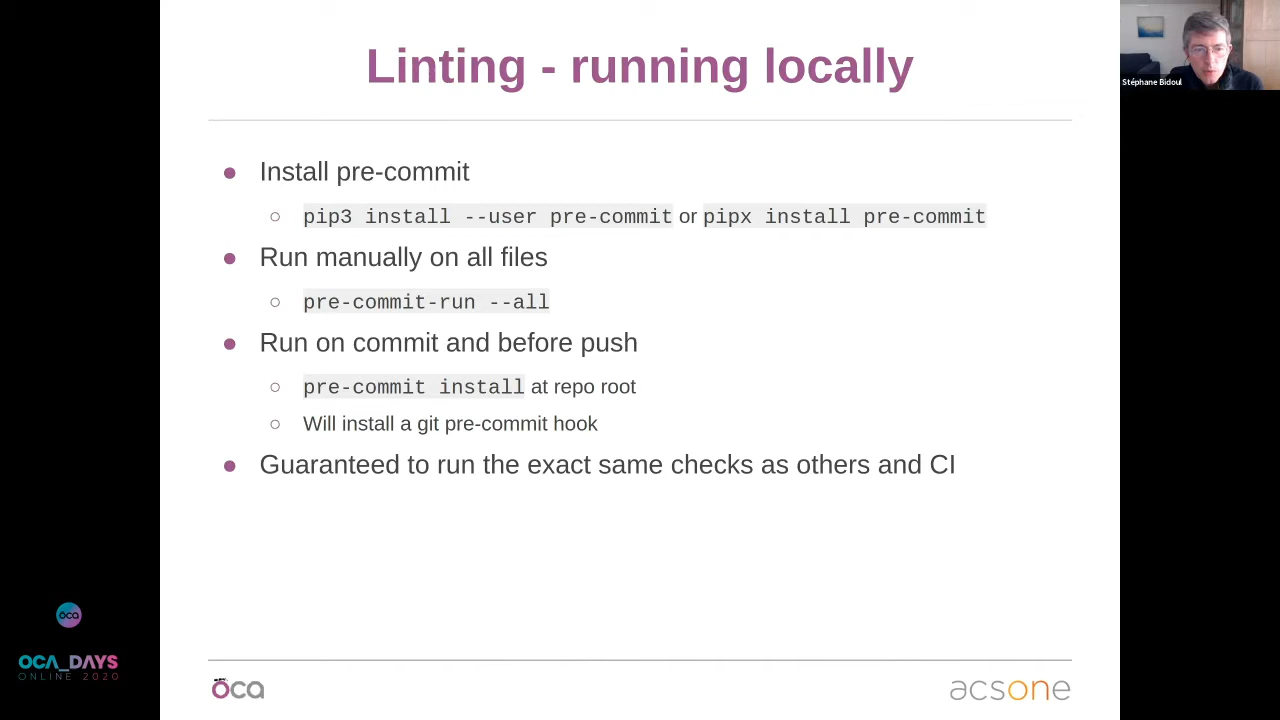 Linting - running locally
Stéphane Bidoul
● Install pre-commit
○ pip3 install --user pre-commit or pipx install pre-commit
● Run manually on all files
○ pre-commit-run --all
● Run on commit and before push
○ pre-commit install at repo root
○ Will install a git pre-commit hook
● Guaranteed to run the exact same checks as others and CI
oca
OCA_DAYS
ONLINE 2020
oca
acsone